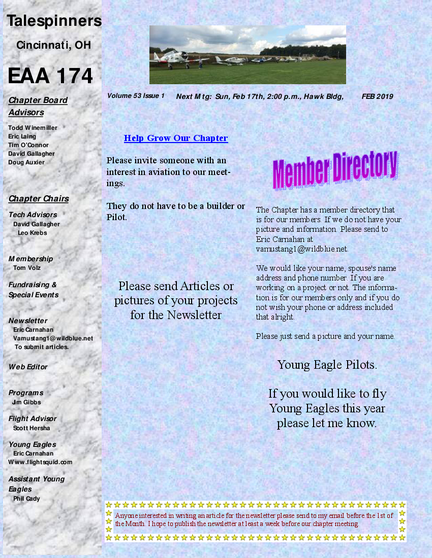 Talespinners
Cincinnati, OH
EAA 174
Chapter Board
Advisors
Todd Winemiller
Eric Laing
Tim O'Connor
David Gallagher
Doug Auxier
Chapter Chairs
Tech Advisors
David Gallagher
Leo Krebs
Membership
Tom Volz
Fundraising &
Special Events
Newsletter
Eric Carnahan
Vamustang1@wildblue.net
To submit articles.
Web Editor
Programs
Jim Gibbs
Flight Advisor
Scott Hersha
Young Eagles
Eric Carnahan
Www.flightsquid.com
Assistant Young
Eagles
Phil Cady
Volume 53 Issue 1 Next Mtg: Sun, Feb 17th, 2:00 p.m., Hawk Bldg, FEB 2019
Help Grow Our Chapter
Please invite someone with an
interest in aviation to our meet-
ings.
They do not have to be a builder or
Pilot.
Please send Articles or
pictures of your projects
for the Newsletter
Member Directory
The Chapter has a member directory that
is for our members. If we do not have your
picture and information. Please send to
Eric Carnahan at
vamustang1@wildblue.net.
We would like your name, spouse's name
address and phone number. If you are
working on a project or not. The informa-
tion is for our members only and if you do
not wish your phone or address included
that alright.
Please just send a picture and your name.
Young Eagle Pilots.
If you would like to fly
Young Eagles this year
please let me know.
Anyone interested in writing an article for the newsletter please send to my email before the 1st of
the Month. I hope to publish the newsletter at least a week before our chapter meeting.